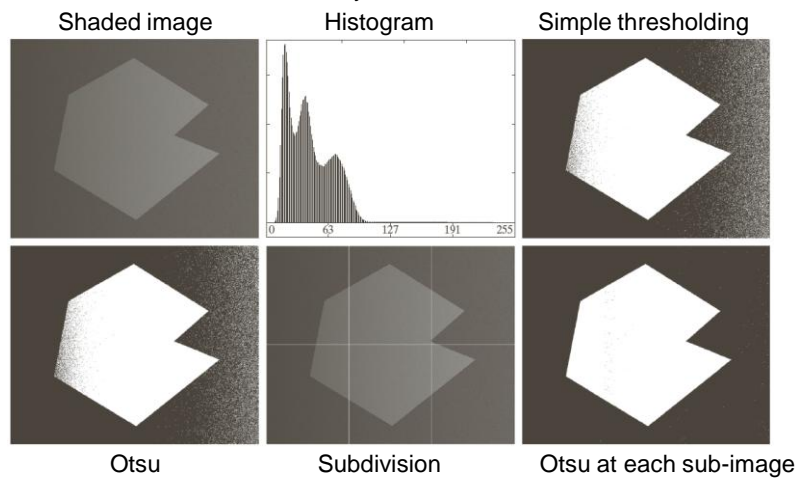 Shaded image
Histogram
Simple thresholding
0 63 127 191 255
Otsu
Subdivision
Otsu at each sub-image